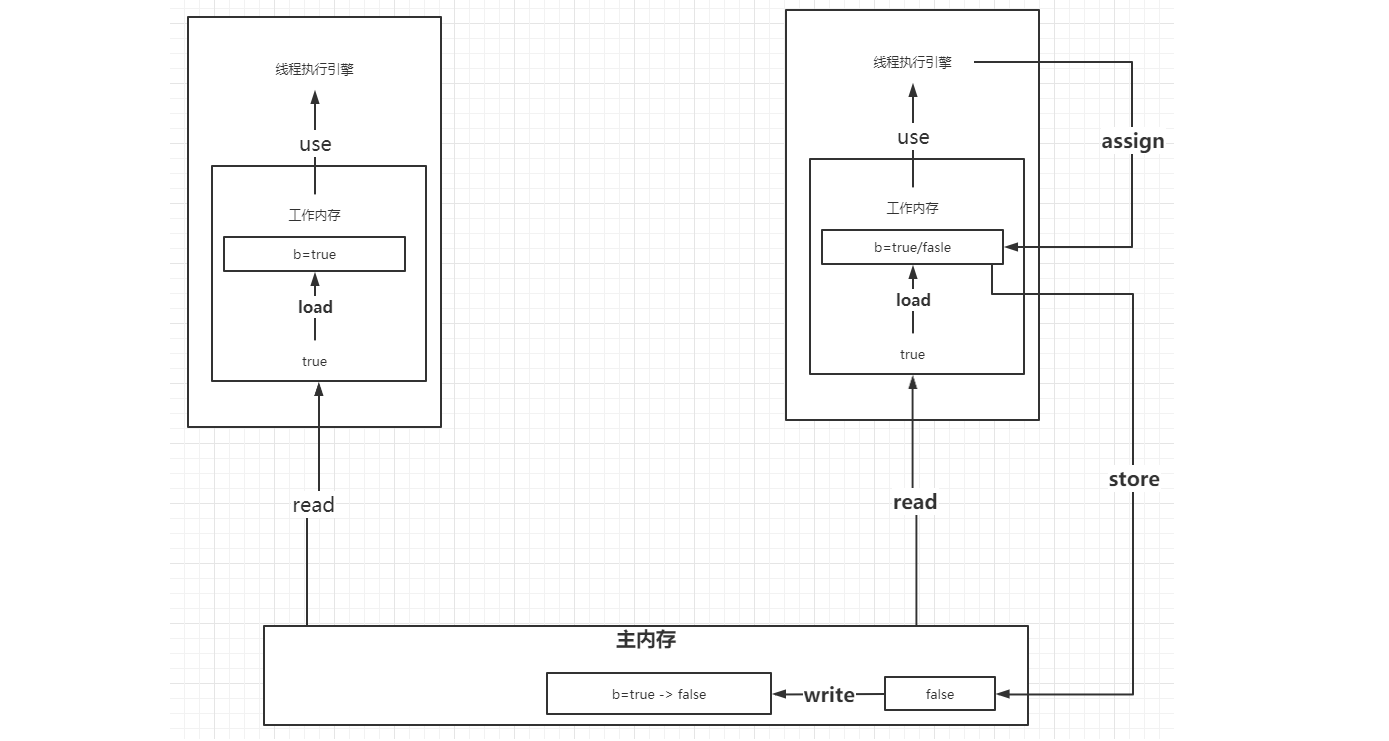 线程执行引擎
use
工作内存
b=true
load
true
read
线程执行引擎
assign
use
工作内存
b=true/fasle
load
true
store
read
主内存
b=true -> false
write
false